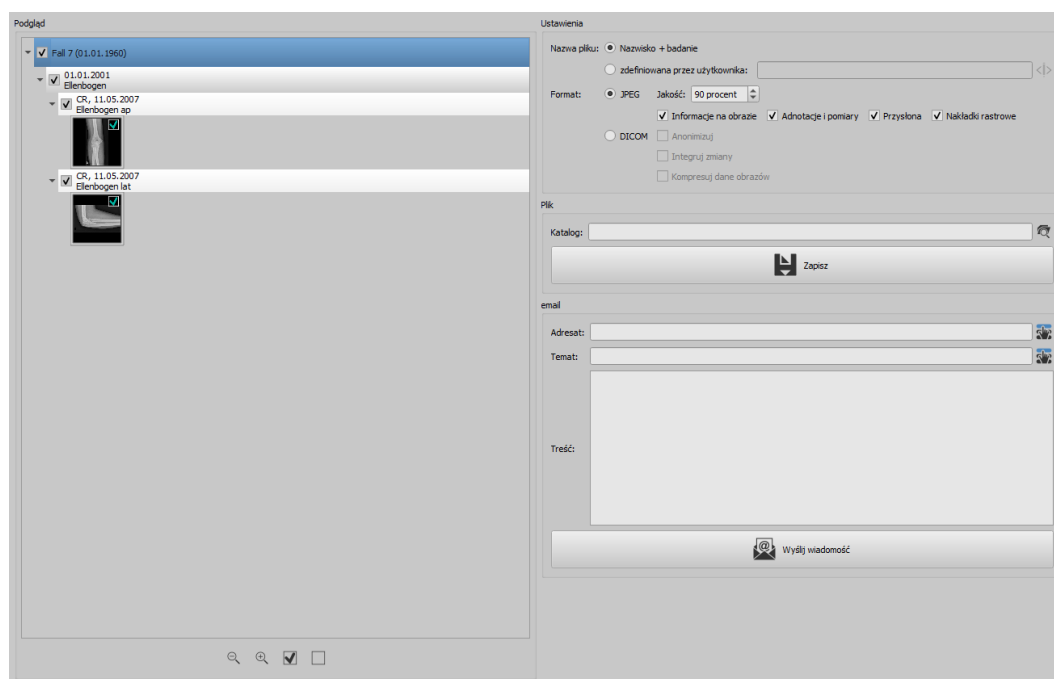 Podgląd
Fall 7 (01.01.1960)
01.01.2001
Ellenbogen
CR, 11.05.2007
Ellenbogen ap
CR, 11.05.2007
Ellenbogen lat
Ustawienia
Nazwa pliku: Nazwisko + badanie
zdefiniowana przez użytkownika:
Format: JPEG Jakość: 90 procent
Informacje na obrazie Adnotacje i pomiary Przysłona Nakładki rastrowe
DICOM Anonimizuj
Integruj zmiany
Kompresuj dane obrazów
Plik
Katalog:
Zapisz
email
Adresat:
Temat:
Treść:
Wyślij wiadomość